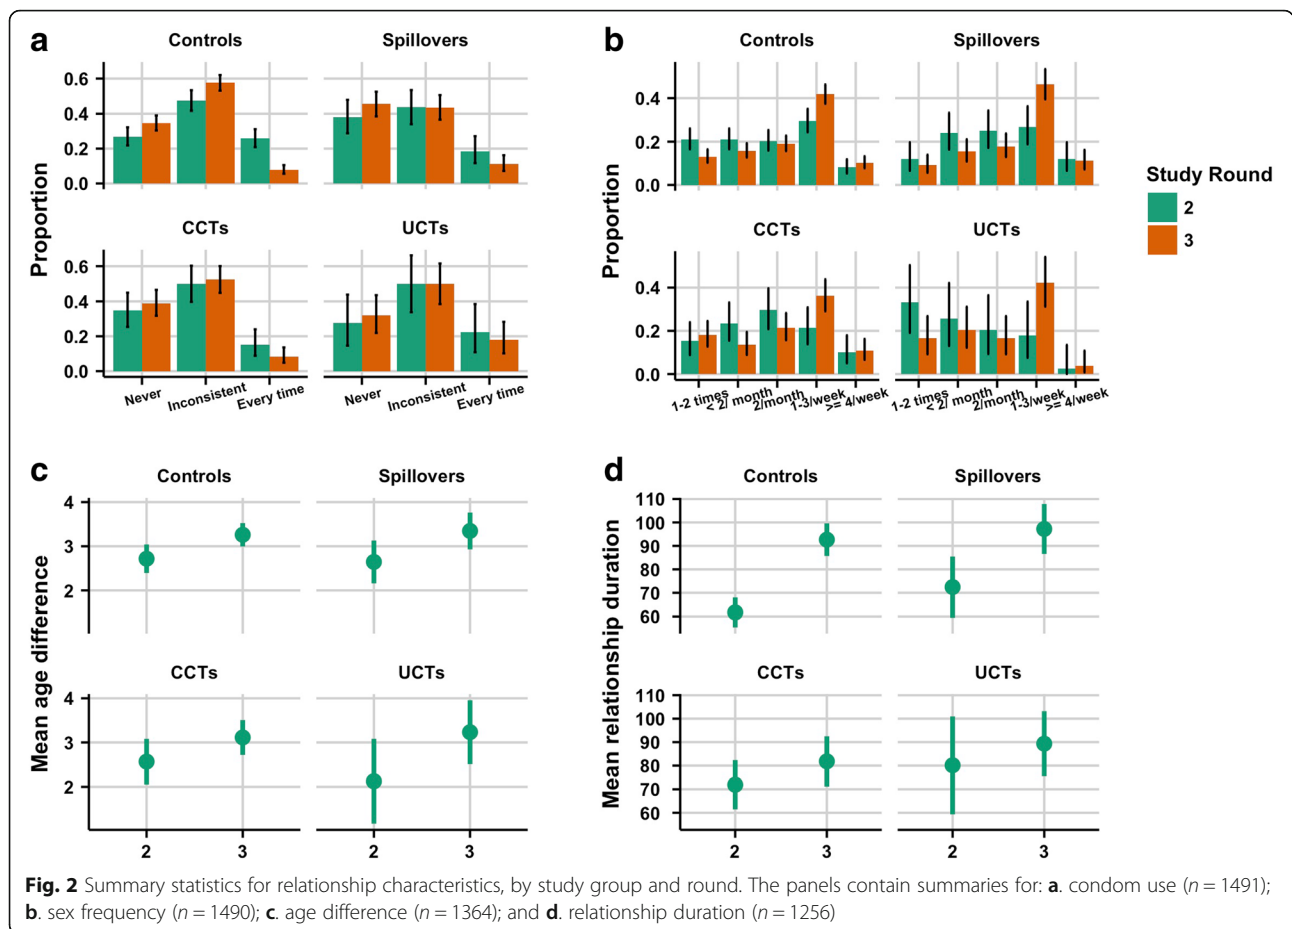 a
Controls
Spillovers
Proportion
0.6
0.4
0.2
0.0
CCTs
UCTs
0.6
0.4
0.2
0.0
Never
Inconsistent
Every time
Never
Inconsistent
Every time
b
Controls
Spillovers
Proportion
0.4
0.2
0.0
CCTs
UCTs
0.4
0.2
0.0
1-2 times
< 2/ month
2/month
1-3/week
>= 4/week
1-2 times
< 2/ month
2/month
1-3/week
>= 4/week
Study Round
2
3
c
Controls
Spillovers
Mean age difference
4
3
2
CCTs
UCTs
4
3
2
2
3
2
3
d
Controls
Spillovers
Mean relationship duration
110
100
90
80
70
60
CCTs
UCTs
110
100
90
80
70
60
2
3
2
3
Fig. 2 Summary statistics for relationship characteristics, by study group and round. The panels contain summaries for: a. condom use (n = 1491);
b. sex frequency (n = 1490); c. age difference (n = 1364); and d. relationship duration (n = 1256)